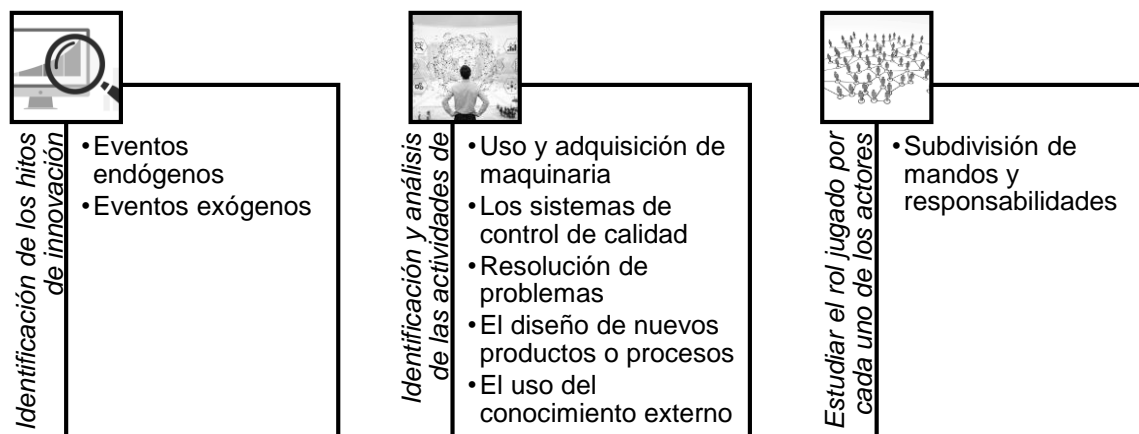 Identificación de los hitos
de innovación
•Eventos
endógenos
•Eventos exógenos
Identificación y análisis
de las actividades de
•Uso y adquisición de
maquinaria
•Los sistemas de
control de calidad
•Resolución de
problemas
•El diseño de nuevos
productos o procesos
•El uso del
conocimiento externo
Estudiar el rol jugado por
cada uno de los actores
•Subdivisión de
mandos y
responsabilidades